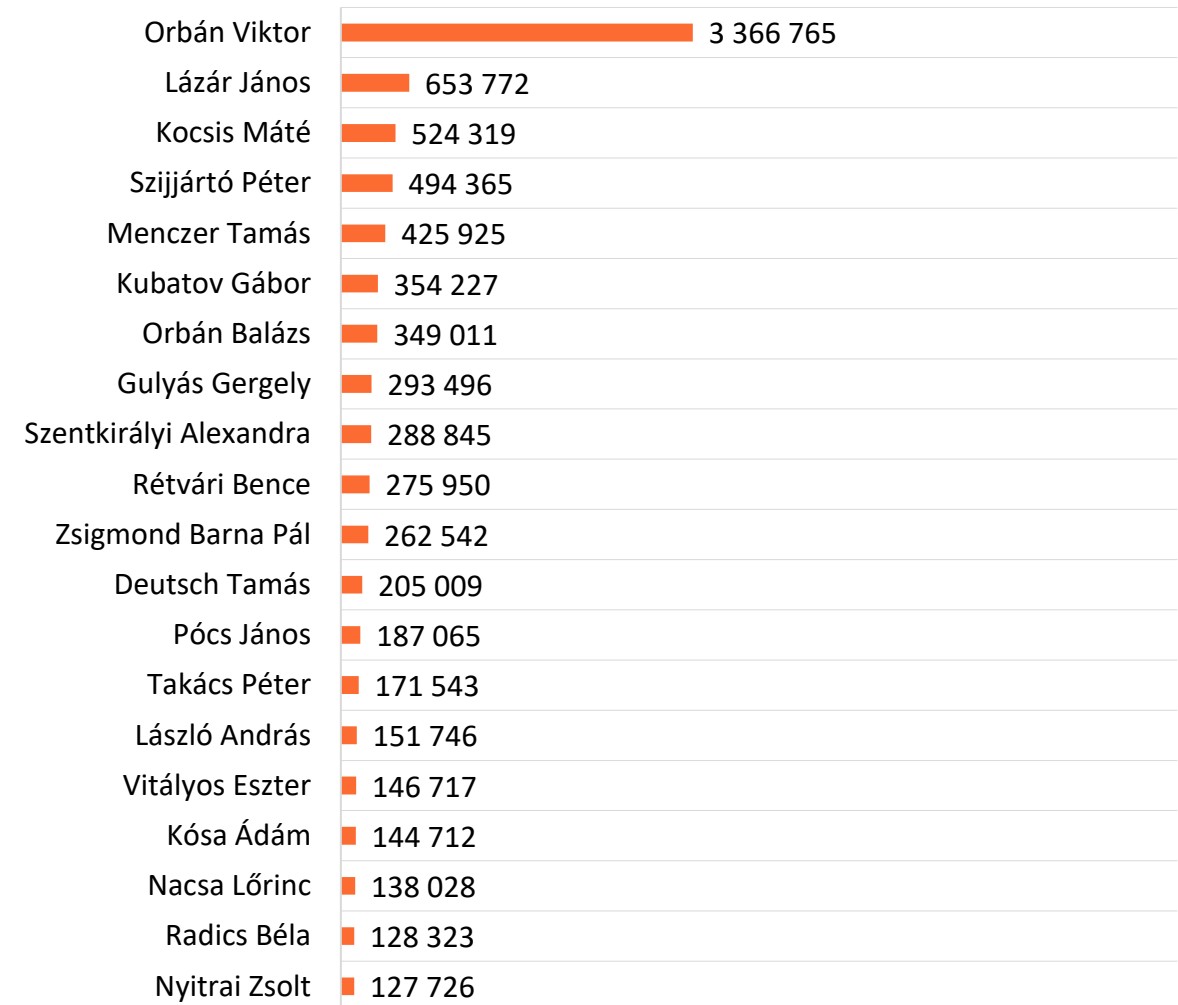 Orbán Viktor 3 366 765
Lázár János 653 772
Kocsis Máté 524 319
Szijjártó Péter 494 365
Menczer Tamás 425 925
Kubatov Gábor 354 227
Orbán Balázs 349 011
Gulyás Gergely 293 496
Szentkirályi Alexandra 288 845
Rétvári Bence 275 950
Zsigmond Barna Pál 262 542
Deutsch Tamás 205 009
Pócs János 187 065
Takács Péter 171 543
László András 151 746
Vitályos Eszter 146 717
Kósa Ádám 144 712
Nacsa Lőrinc 138 028
Radics Béla 128 323
Nyitrai Zsolt 127 726